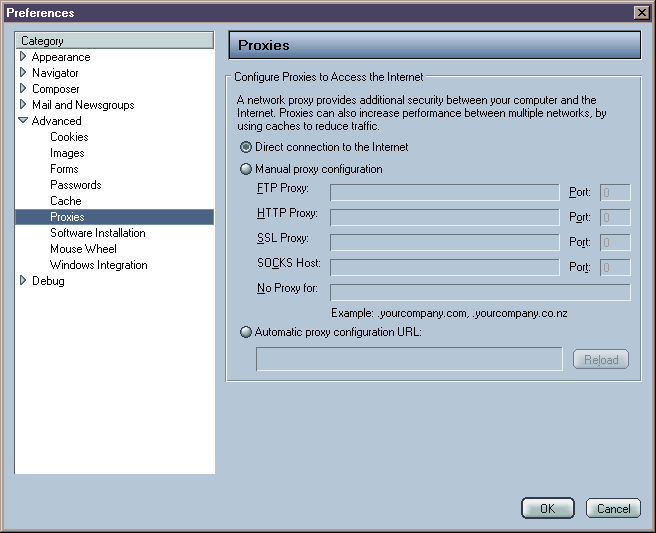 Preferences
Category
Appearance
Navigator
Composer
Mail and Newsgroups
Advanced
Cookies
Images
Forms
Passwords
Cache
Proxies
Software Installation
Mouse Wheel
Windows Integration
Debug
Proxies
Configure Proxies to Access the Internet
A network proxy provides additional security between your computer and the
Internet. Proxies can also increase performance between multiple networks, by
using caches to reduce traffic.
Direct connection to the Internet
Manual proxy configuration
FTP Proxy: Port: 0
HTTP Proxy: Port: 0
SSL Proxy: Port: 0
SOCKS Host: Port: 0
No Proxy for:
Example: .yourcompany.com, .yourcompany.co.nz
Automatic proxy configuration URL:
Reload
OK Cancel